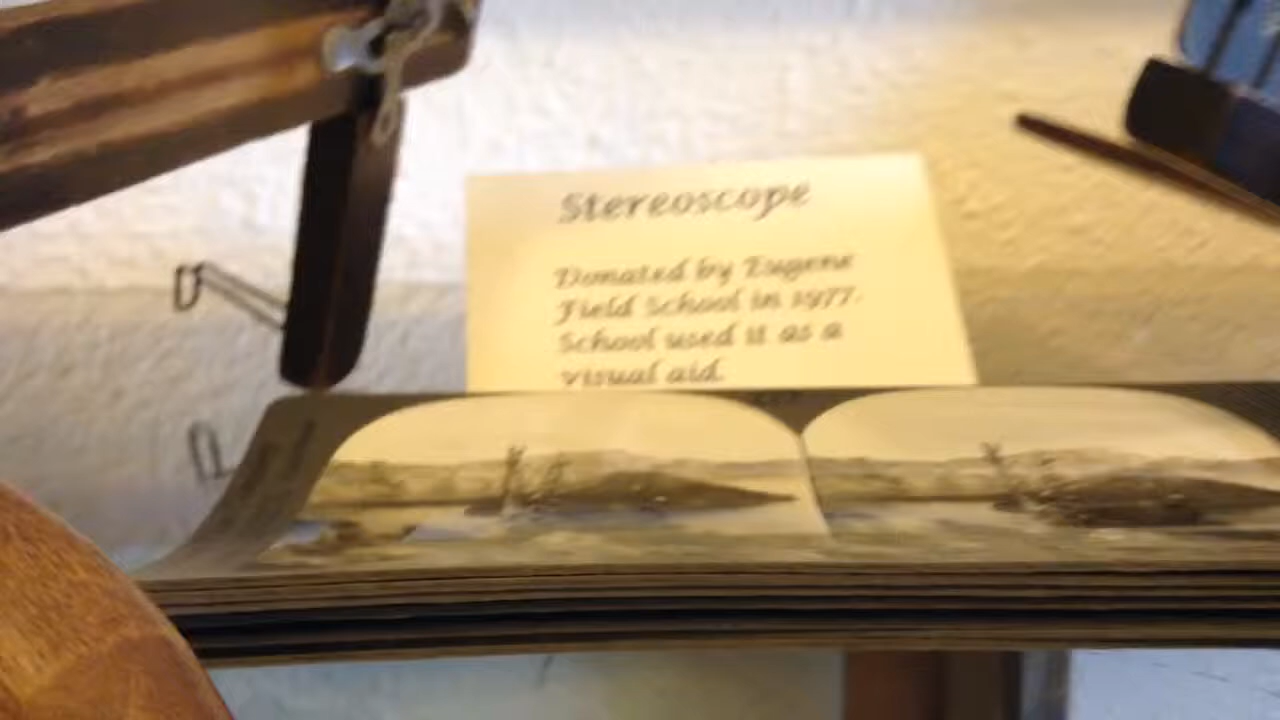 Stereoscope
Donated by Eugene
Field School in 1977.
School used it as a
visual aid.